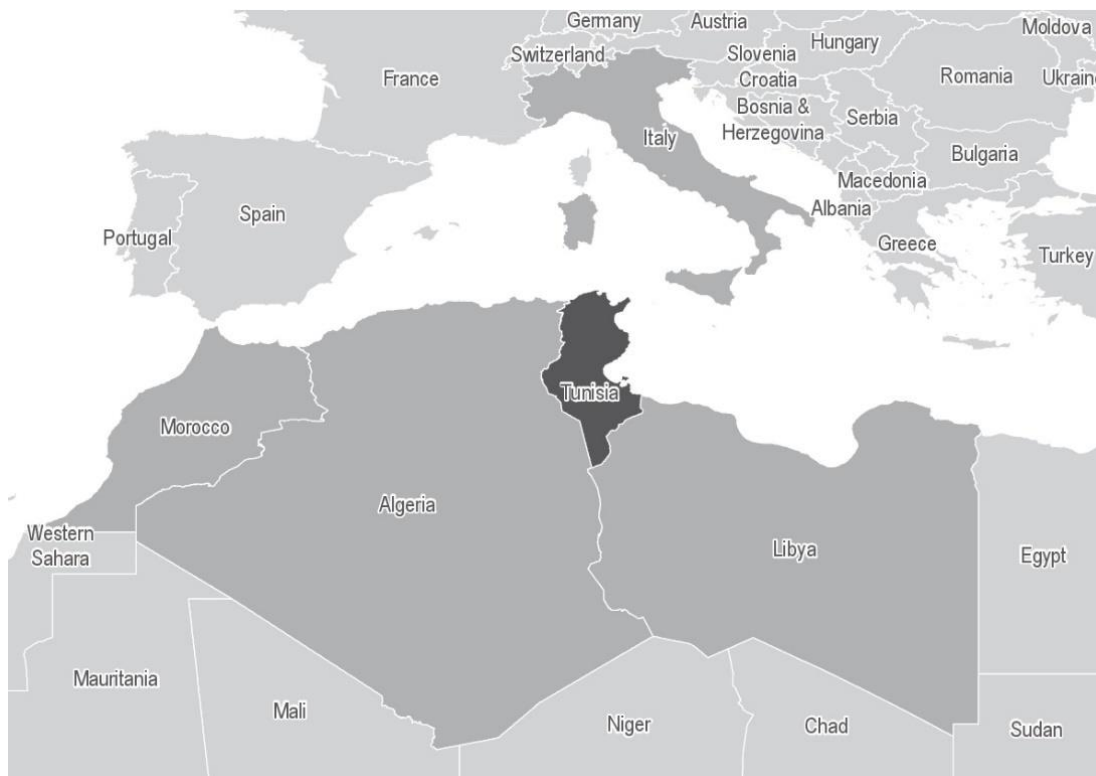 Germany
Austria
Moldova
Switzerland
Slovenia
Hungary
France
Croatia
Romania
Ukraine
Bosnia &
Herzegovina
Serbia
Italy
Bulgaria
Macedonia
Spain
Albania
Portugal
Greece
Turkey
Tunisia
Morocco
Algeria
Western
Sahara
Libya
Egypt
Mauritania
Mali
Niger
Chad
Sudan